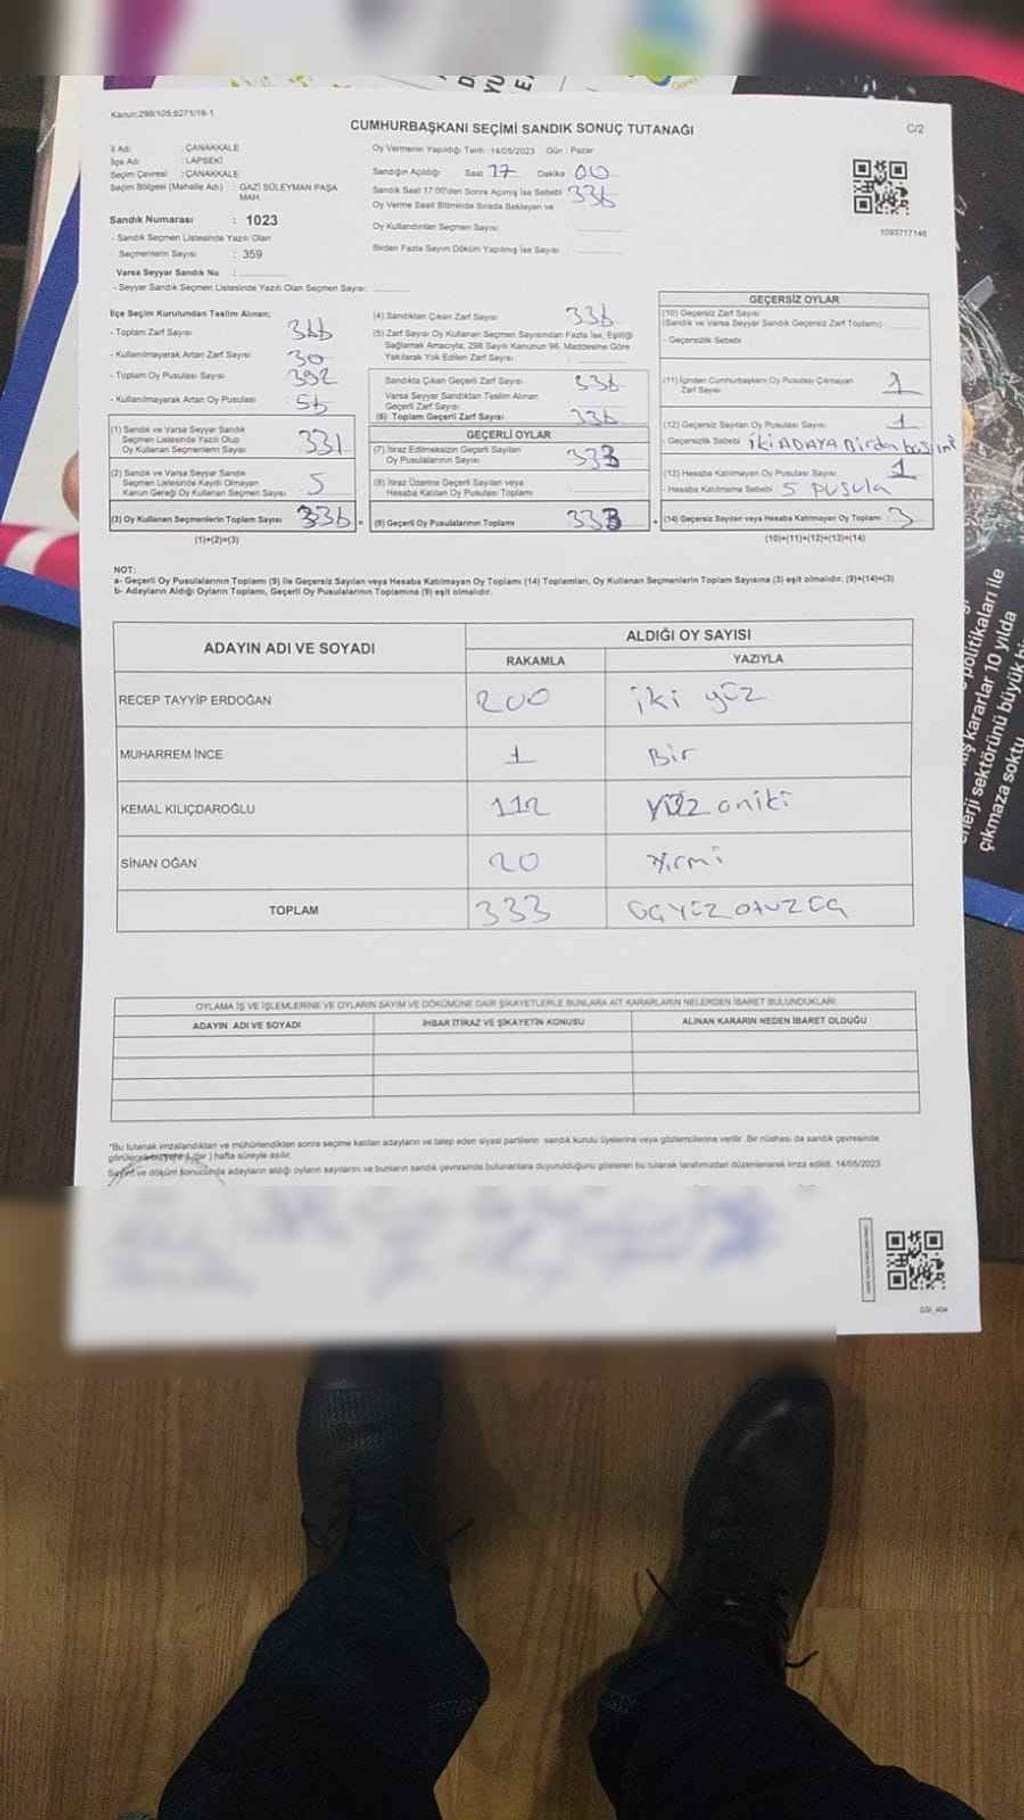 Kanun:298/105;6271/19-1
CUMHURBAŞKANI SEÇİMİ SANDIK SONUÇ TUTANAĞI
C/2
İl Adı : ÇANAKKALE
İlçe Adı : LAPSEKİ
Seçim Çevresi : ÇANAKKALE
Seçim Bölgesi (Mahalle Adı) : GAZİ SÜLEYMAN PAŞA
MAH.
Sandık Numarası : 1023
- Sandık Seçmen Listesinde Yazılı Olan
Seçmenlerin Sayısı : 359
Varsa Seyyar Sandık No :
- Seyyar Sandık Seçmen Listesinde Yazılı Olan Seçmen Sayısı:
Oy Vermenin Yapıldığı Tarih : 14/05/2023 Gün : Pazar
Sandığın Açıldığı Saat 17 Dakika 00
Sandık Saat 17:00'den Sonra Açılmış İse Sebebi 336
Oy Verme Saati Bitiminde Sırada Bekleyen ve
Oy Kullandırılan Seçmen Sayısı
Birden Fazla Sayım Döküm Yapılmış İse Sayısı
1093717146
İlçe Seçim Kurulundan Teslim Alınan;
- Toplam Zarf Sayısı 366
- Kullanılmayarak Artan Zarf Sayısı 30
- Toplam Oy Pusulası Sayısı 392
- Kullanılmayarak Artan Oy Pusulası 56
(1) Sandık ve Varsa Seyyar Sandık
Seçmen Listesinde Yazılı Olup
Oy Kullanan Seçmenlerin Sayısı 331
(2) Sandık ve Varsa Seyyar Sandık
Seçmen Listesinde Kayıtlı Olmayan
Kanun Gereği Oy Kullanan Seçmen Sayısı 5
(3) Oy Kullanan Seçmenlerin Toplam Sayısı 336
(1)+(2)=(3)
(4) Sandıktan Çıkan Zarf Sayısı 336
(5) Zarf Sayısı Oy Kullanan Seçmen Sayısından Fazla İse, Eşitliği
Sağlamak Amacıyla; 298 Sayılı Kanunun 98. Maddesine Göre
Yakılarak Yok Edilen Zarf Sayısı
Sandıkta Çıkan Geçerli Zarf Sayısı 336
Varsa Seyyar Sandıktan Teslim Alınan
Geçerli Zarf Sayısı
(6) Toplam Geçerli Zarf Sayısı 336
GEÇERLİ OYLAR
(7) İtiraz Edilmeksizin Geçerli Sayılan
Oy Pusulalarının Sayısı 333
(8) İtiraz Üzerine Geçerli Sayılan veya
Hesaba Katılan Oy Pusulası Toplamı
(9) Geçerli Oy Pusulalarının Toplamı 333
GEÇERSİZ OYLAR
(10) Geçersiz Zarf Sayısı
(Sandık ve Varsa Seyyar Sandık Geçersiz Zarf Toplamı)
- Geçersizlik Sebebi
(11) İçinden Cumhurbaşkanı Oy Pusulası Çıkmayan
Zarf Sayısı 1
(12) Geçersiz Sayılan Oy Pusulası Sayısı 1
- Geçersizlik Sebebi iki ADAYA Birden
(13) Hesaba Katılmayan Oy Pusulası Sayısı 1
- Hesaba Katılmama Sebebi 5 pusula
(14) Geçersiz Sayılan veya Hesaba Katılmayan Oy Toplamı 3
(10)+(11)+(12)+(13)=(14)
NOT:
a- Geçerli Oy Pusulalarının Toplamı (9) ile Geçersiz Sayılan veya Hesaba Katılmayan Oy Toplamı (14) Toplamları, Oy Kullanan Seçmenlerin Toplam Sayısına (3) eşit olmalıdır. (9)+(14)=(3)
b- Adayların Aldığı Oyların Toplamı, Geçerli Oy Pusulalarının Toplamına (9) eşit olmalıdır.
ADAYIN ADI VE SOYADI
ALDIĞI OY SAYISI
RAKAMLA YAZIYLA
RECEP TAYYİP ERDOĞAN 200 iki yüz
MUHARREM İNCE 1 Bir
KEMAL KILIÇDAROĞLU 112 Yüz oniki
SİNAN OĞAN 20 Yirmi
TOPLAM 333 ÜÇYÜZ OTUZ ÜÇ
OYLAMA İŞ VE İŞLEMLERİNE VE OYLARIN SAYIM VE DÖKÜMÜNE DAİR ŞİKAYETLERLE BUNLARA AİT KARARLARIN NELERDEN İBARET BULUNDUKLARI
ADAYIN ADI VE SOYADI İHBAR İTİRAZ VE ŞİKAYETİN KONUSU ALINAN KARARIN NEDEN İBARET OLDUĞU
*Bu tutanak imzalandıktan ve mühürlendikten sonra seçime katılan adayların ve talep eden siyasi partilerin sandık kurulu üyelerine veya gözlemcilerine verilir. Bir nüshası da sandık çevresinde
hafta süreyle asılır.
Sayım ve döküm sonucunda adayların aldığı oyların sayılarını ve bunların sandık çevresinde bulunanlara duyurulduğunu gösteren bu tutanak tarafımızdan düzenlenerek imza edildi. 14/05/2023
politikaları ile
kararlar 10 yılda
enerji sektörünü büyük bir
çıkmaza soktu